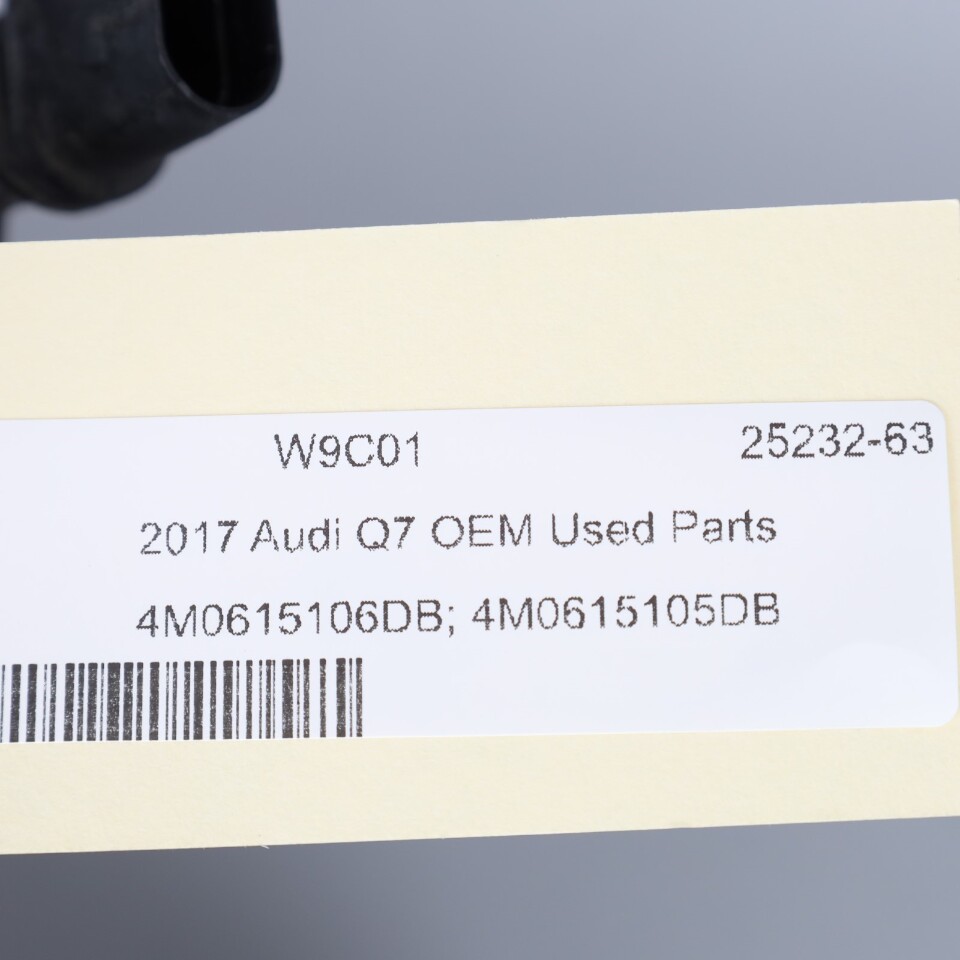 W9C01 25232-63
2017 Audi Q7 OEM Used Parts
4M0615106DB; 4M0615105DB